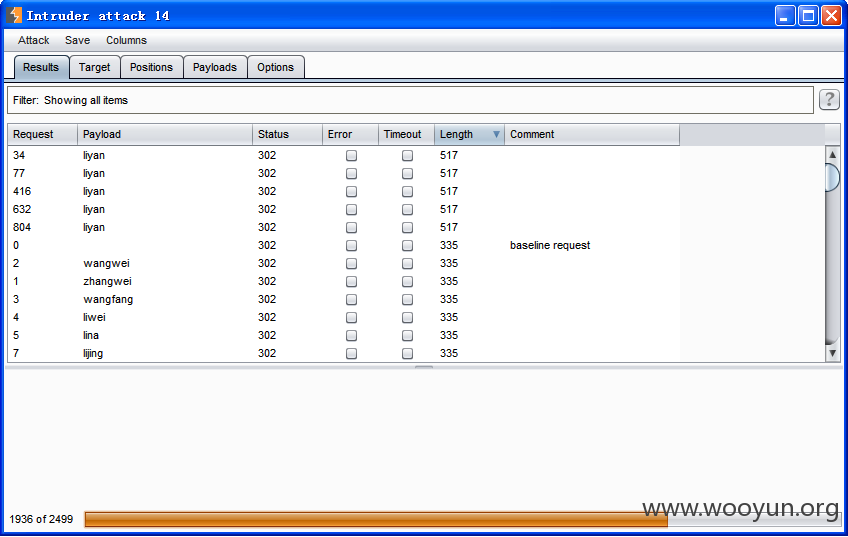 Intruder attack 14
Attack Save Columns
Results Target Positions Payloads Options
Filter: Showing all items ?
Request Payload Status Error Timeout Length Comment
34 liyan 302 517
77 liyan 302 517
416 liyan 302 517
632 liyan 302 517
804 liyan 302 517
0 302 335 baseline request
2 wangwei 302 335
1 zhangwei 302 335
3 wangfang 302 335
4 liwei 302 335
5 lina 302 335
7 lijing 302 335
www.wooyun.org
1936 of 2499